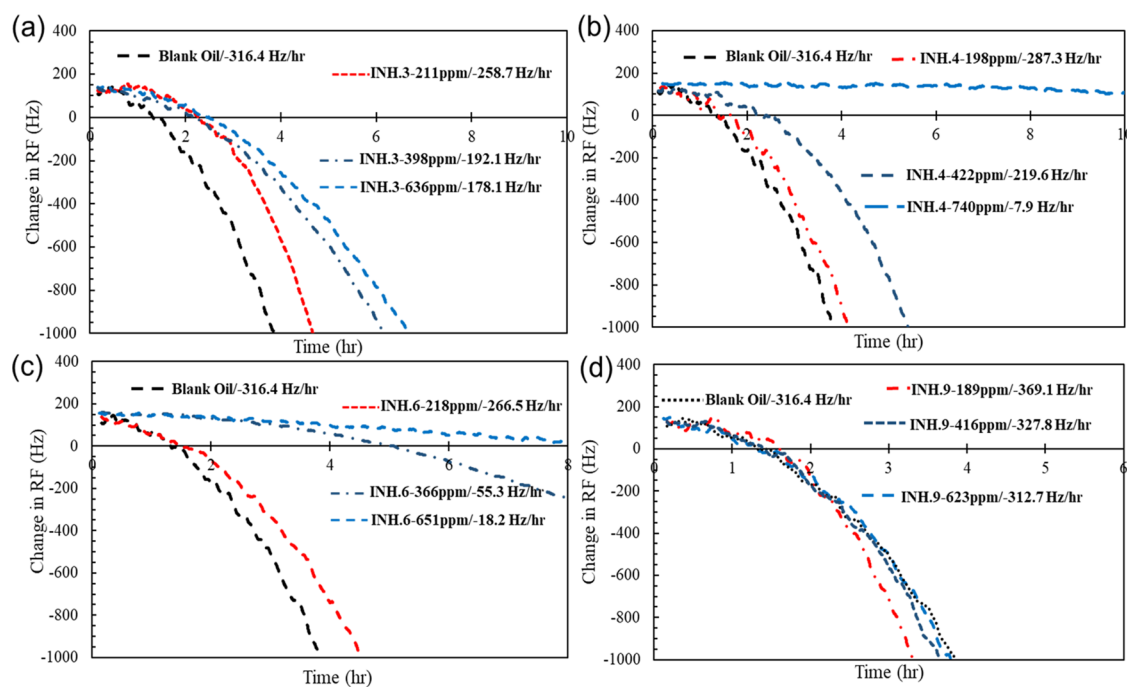 (a)
400
200
0
-200
-400
-600
-800
-1000
Change in RF (Hz)
Blank Oil/-316.4 Hz/hr
INH.3-211ppm/-258.7 Hz/hr
0 2 4 6 8 10
INH.3-398ppm/-192.1 Hz/hr
INH.3-636ppm/-178.1 Hz/hr
Time (hr)
(b)
400
200
0
-200
-400
-600
-800
-1000
Change in RF (Hz)
Blank Oil/-316.4 Hz/hr
INH.4-198ppm/-287.3 Hz/hr
0 2 4 6 8 10
INH.4-422ppm/-219.6 Hz/hr
INH.4-740ppm/-7.9 Hz/hr
Time (hr)
(c)
400
200
0
-200
-400
-600
-800
-1000
Change in RF (Hz)
Blank Oil/-316.4 Hz/hr
INH.6-218ppm/-266.5 Hz/hr
0 2 4 6 8
INH.6-366ppm/-55.3 Hz/hr
INH.6-651ppm/-18.2 Hz/hr
Time (hr)
(d)
400
200
0
-200
-400
-600
-800
-1000
Change in RF (Hz)
INH.9-189ppm/-369.1 Hz/hr
Blank Oil/-316.4 Hz/hr
INH.9-416ppm/-327.8 Hz/hr
0 1 2 3 4 5 6
INH.9-623ppm/-312.7 Hz/hr
Time (hr)